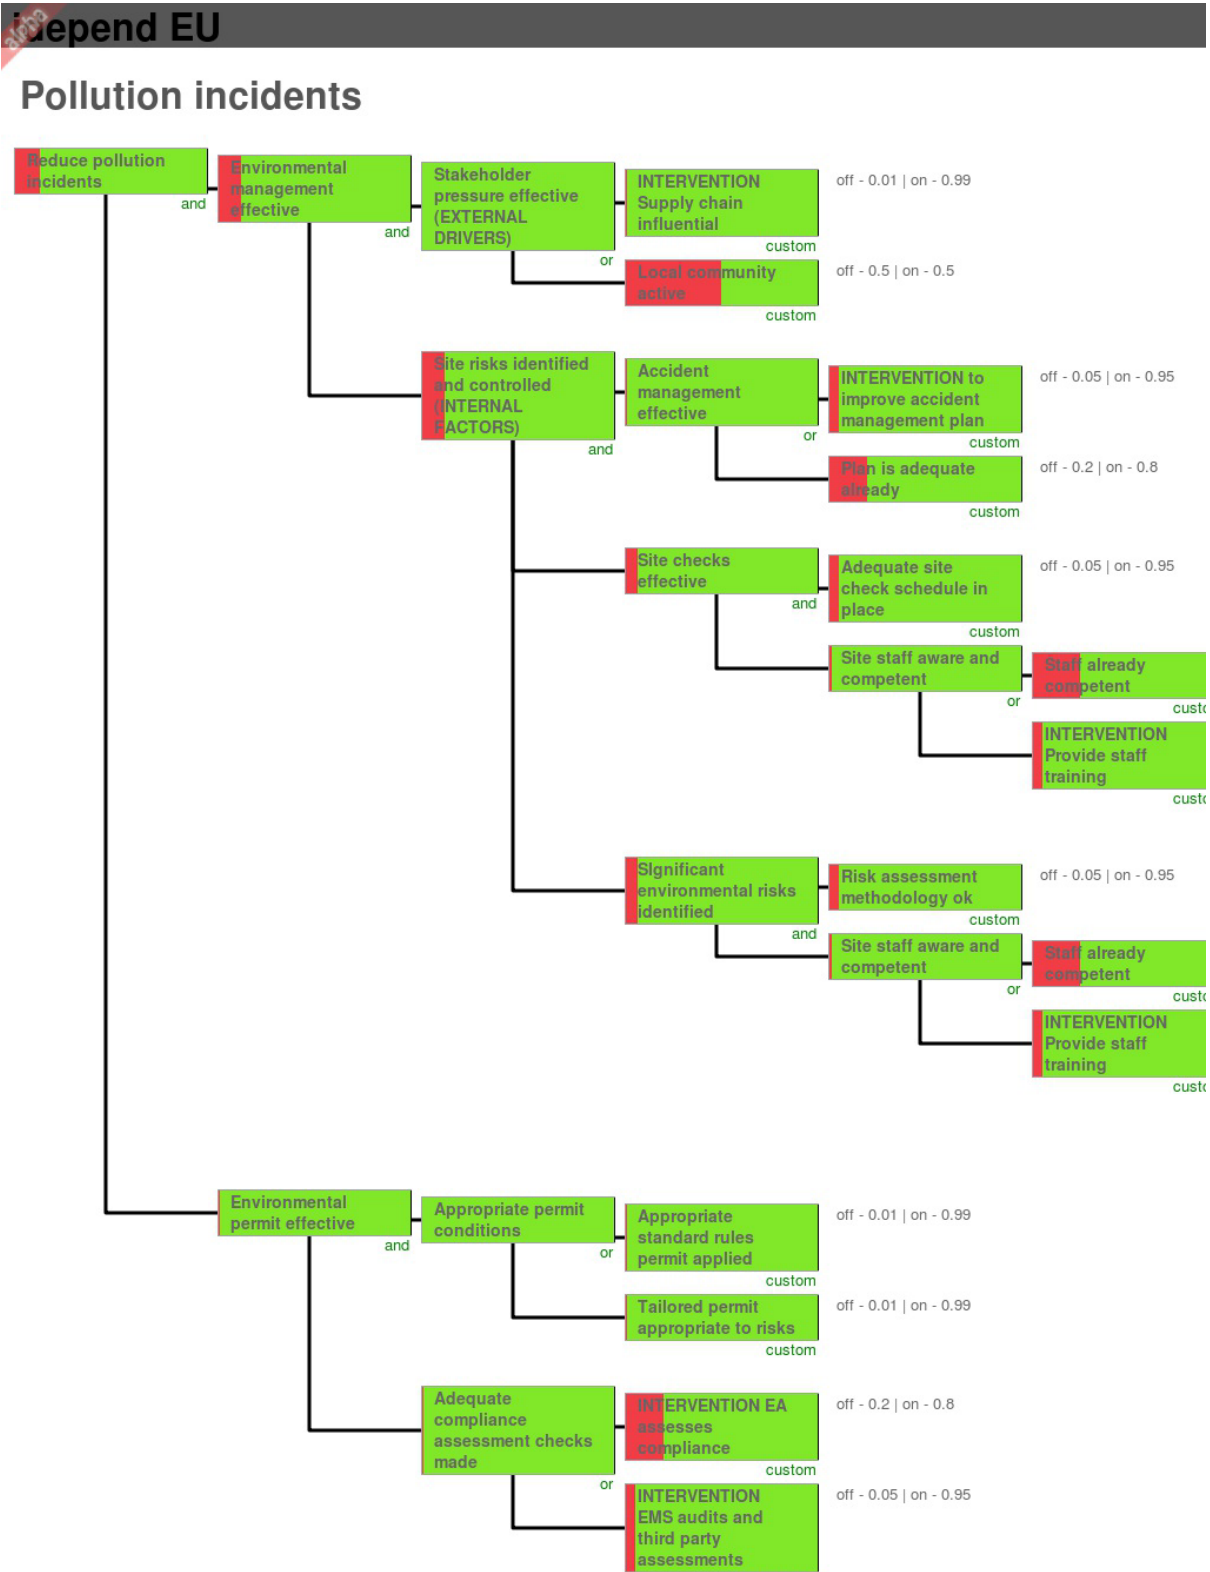 alpha
idepend EU
Pollution incidents
Reduce pollution
incidents
and
Environmental
management
effective
and
Stakeholder
pressure effective
(EXTERNAL
DRIVERS)
or
INTERVENTION
Supply chain
influential
custom
off - 0.01 | on - 0.99
Local community
active
custom
off - 0.5 | on - 0.5
Site risks identified
and controlled
(INTERNAL
FACTORS)
and
Accident
management
effective
or
INTERVENTION to
improve accident
management plan
custom
off - 0.05 | on - 0.95
Plan is adequate
already
custom
off - 0.2 | on - 0.8
Site checks
effective
and
Adequate site
check schedule in
place
custom
off - 0.05 | on - 0.95
Site staff aware and
competent
or
Staff already
competent
custo
INTERVENTION
Provide staff
training
custo
SIgnificant
environmental risks
identified
and
Risk assessment
methodology ok
custom
off - 0.05 | on - 0.95
Site staff aware and
competent
or
Staff already
competent
custo
INTERVENTION
Provide staff
training
custo
Environmental
permit effective
and
Appropriate permit
conditions
or
Appropriate
standard rules
permit applied
custom
off - 0.01 | on - 0.99
Tailored permit
appropriate to risks
custom
off - 0.01 | on - 0.99
Adequate
compliance
assessment checks
made
or
INTERVENTION EA
assesses
compliance
custom
off - 0.2 | on - 0.8
INTERVENTION
EMS audits and
third party
assessments
off - 0.05 | on - 0.95